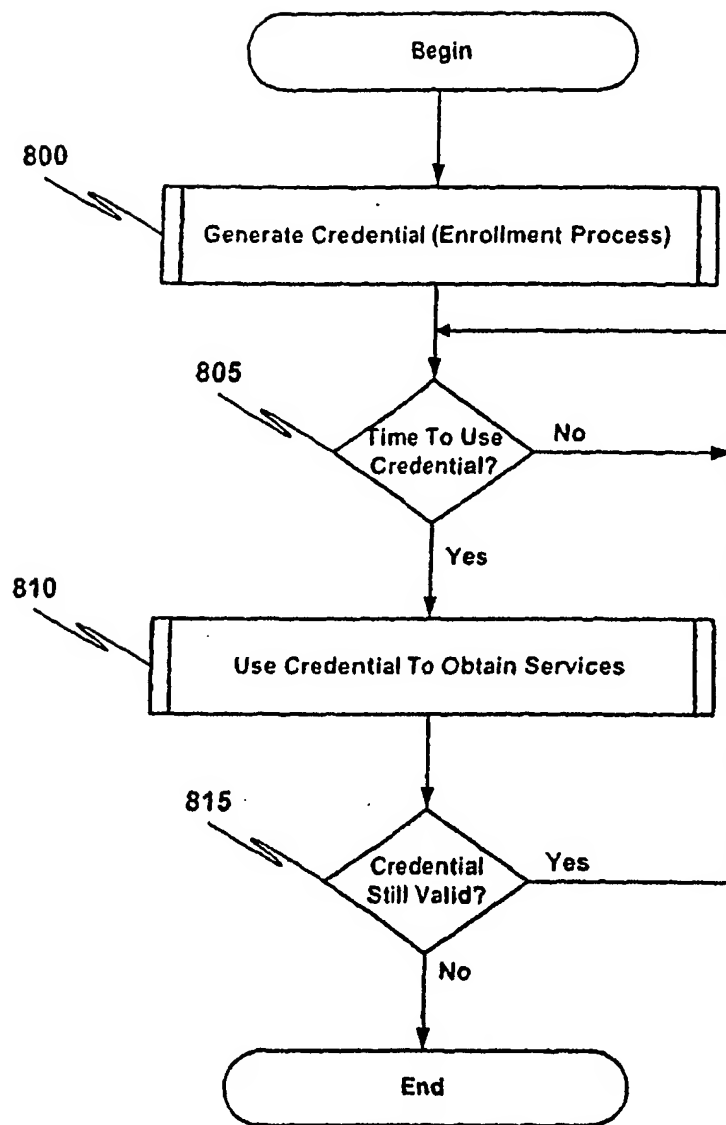 Begin
800
Generate Credential (Enrollment Process)
805
Time To Use
Credential?
No
Yes
810
Use Credential To Obtain Services
815
Credential
Still Valid?
Yes
No
End